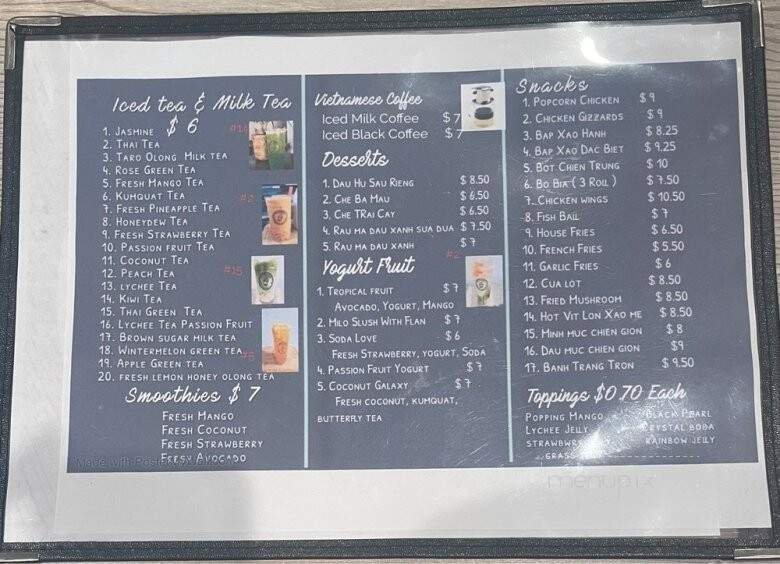 Iced tea & Milk Tea
$ 6
1. JASMINE
#14
2. THAI TEA
3. TARO OLONG MILK TEA
4. ROSE GREEN TEA
5. FRESH MANGO TEA
6. KUMQUAT TEA
#2
7. FRESH PINEAPPLE TEA
8. HONEYDEW TEA
9. FRESH STRAWBERRY TEA
10. PASSION FRUIT TEA
11. COCONUT TEA
12. PEACH TEA
#15
13. LYCHEE TEA
14. KIWI TEA
15. THAI GREEN TEA
16. LYCHEE TEA PASSION FRUIT
17. BROWN SUGAR MILK TEA
18. WINTERMELON GREEN TEA
19. APPLE GREEN TEA
20. FRESH LEMON HONEY OLONG TEA
Smoothies $ 7
FRESH MANGO
FRESH COCONUT
FRESH STRAWBERRY
FRESH AVOCADO
Made with
Vietnamese Coffee
Iced Milk Coffee $ 7
Iced Black Coffee $ 7
Desserts
1. DAU HU SAU RIENG $ 8.50
2. CHE BA MAU $ 6.50
3. CHE TRAI CAY $ 6.50
4. RAU MA DAU XANH SUA DUA $ 7.50
5. RAU MA DAU XANH $ 7
#2
Yogurt Fruit
1. TROPICAL FRUIT $ 7
AVOCADO, YOGURT, MANGO
2. MILO SLUSH WITH FLAN $ 7
3. SODA LOVE $ 6
FRESH STRAWBERRY, YOGURT, SODA
4. PASSION FRUIT YOGURT $ 7
5. COCONUT GALAXY $ 7
FRESH COCONUT, KUMQUAT,
BUTTERFLY TEA
Snacks
1. POPCORN CHICKEN $ 9
2. CHICKEN GIZZARDS $ 9
3. BAP XAO HANH $ 8.25
4. BAP XAO DAC BIET $ 9.25
5. BOT CHIEN TRUNG $ 10
6. BO BIA ( 3 ROLL ) $ 7.50
7. CHICKEN WINGS $ 10.50
8. FISH BALL $ 7
9. HOUSE FRIES $ 6.50
10. FRENCH FRIES $ 5.50
11. GARLIC FRIES $ 6
12. CUA LOT $ 8.50
13. FRIED MUSHROOM $ 8.50
14. HOT VIT LON XAO ME $ 8.50
15. MINH MUC CHIEN GION $ 8
16. DAU MUC CHIEN GION $9
17. BANH TRANG TRON $ 9.50
Toppings $0.70 Each
POPPING MANGO BLACK PEARL
LYCHEE JELLY CRYSTAL BOBA
RAINBOW JELLY
GRASS
menupix